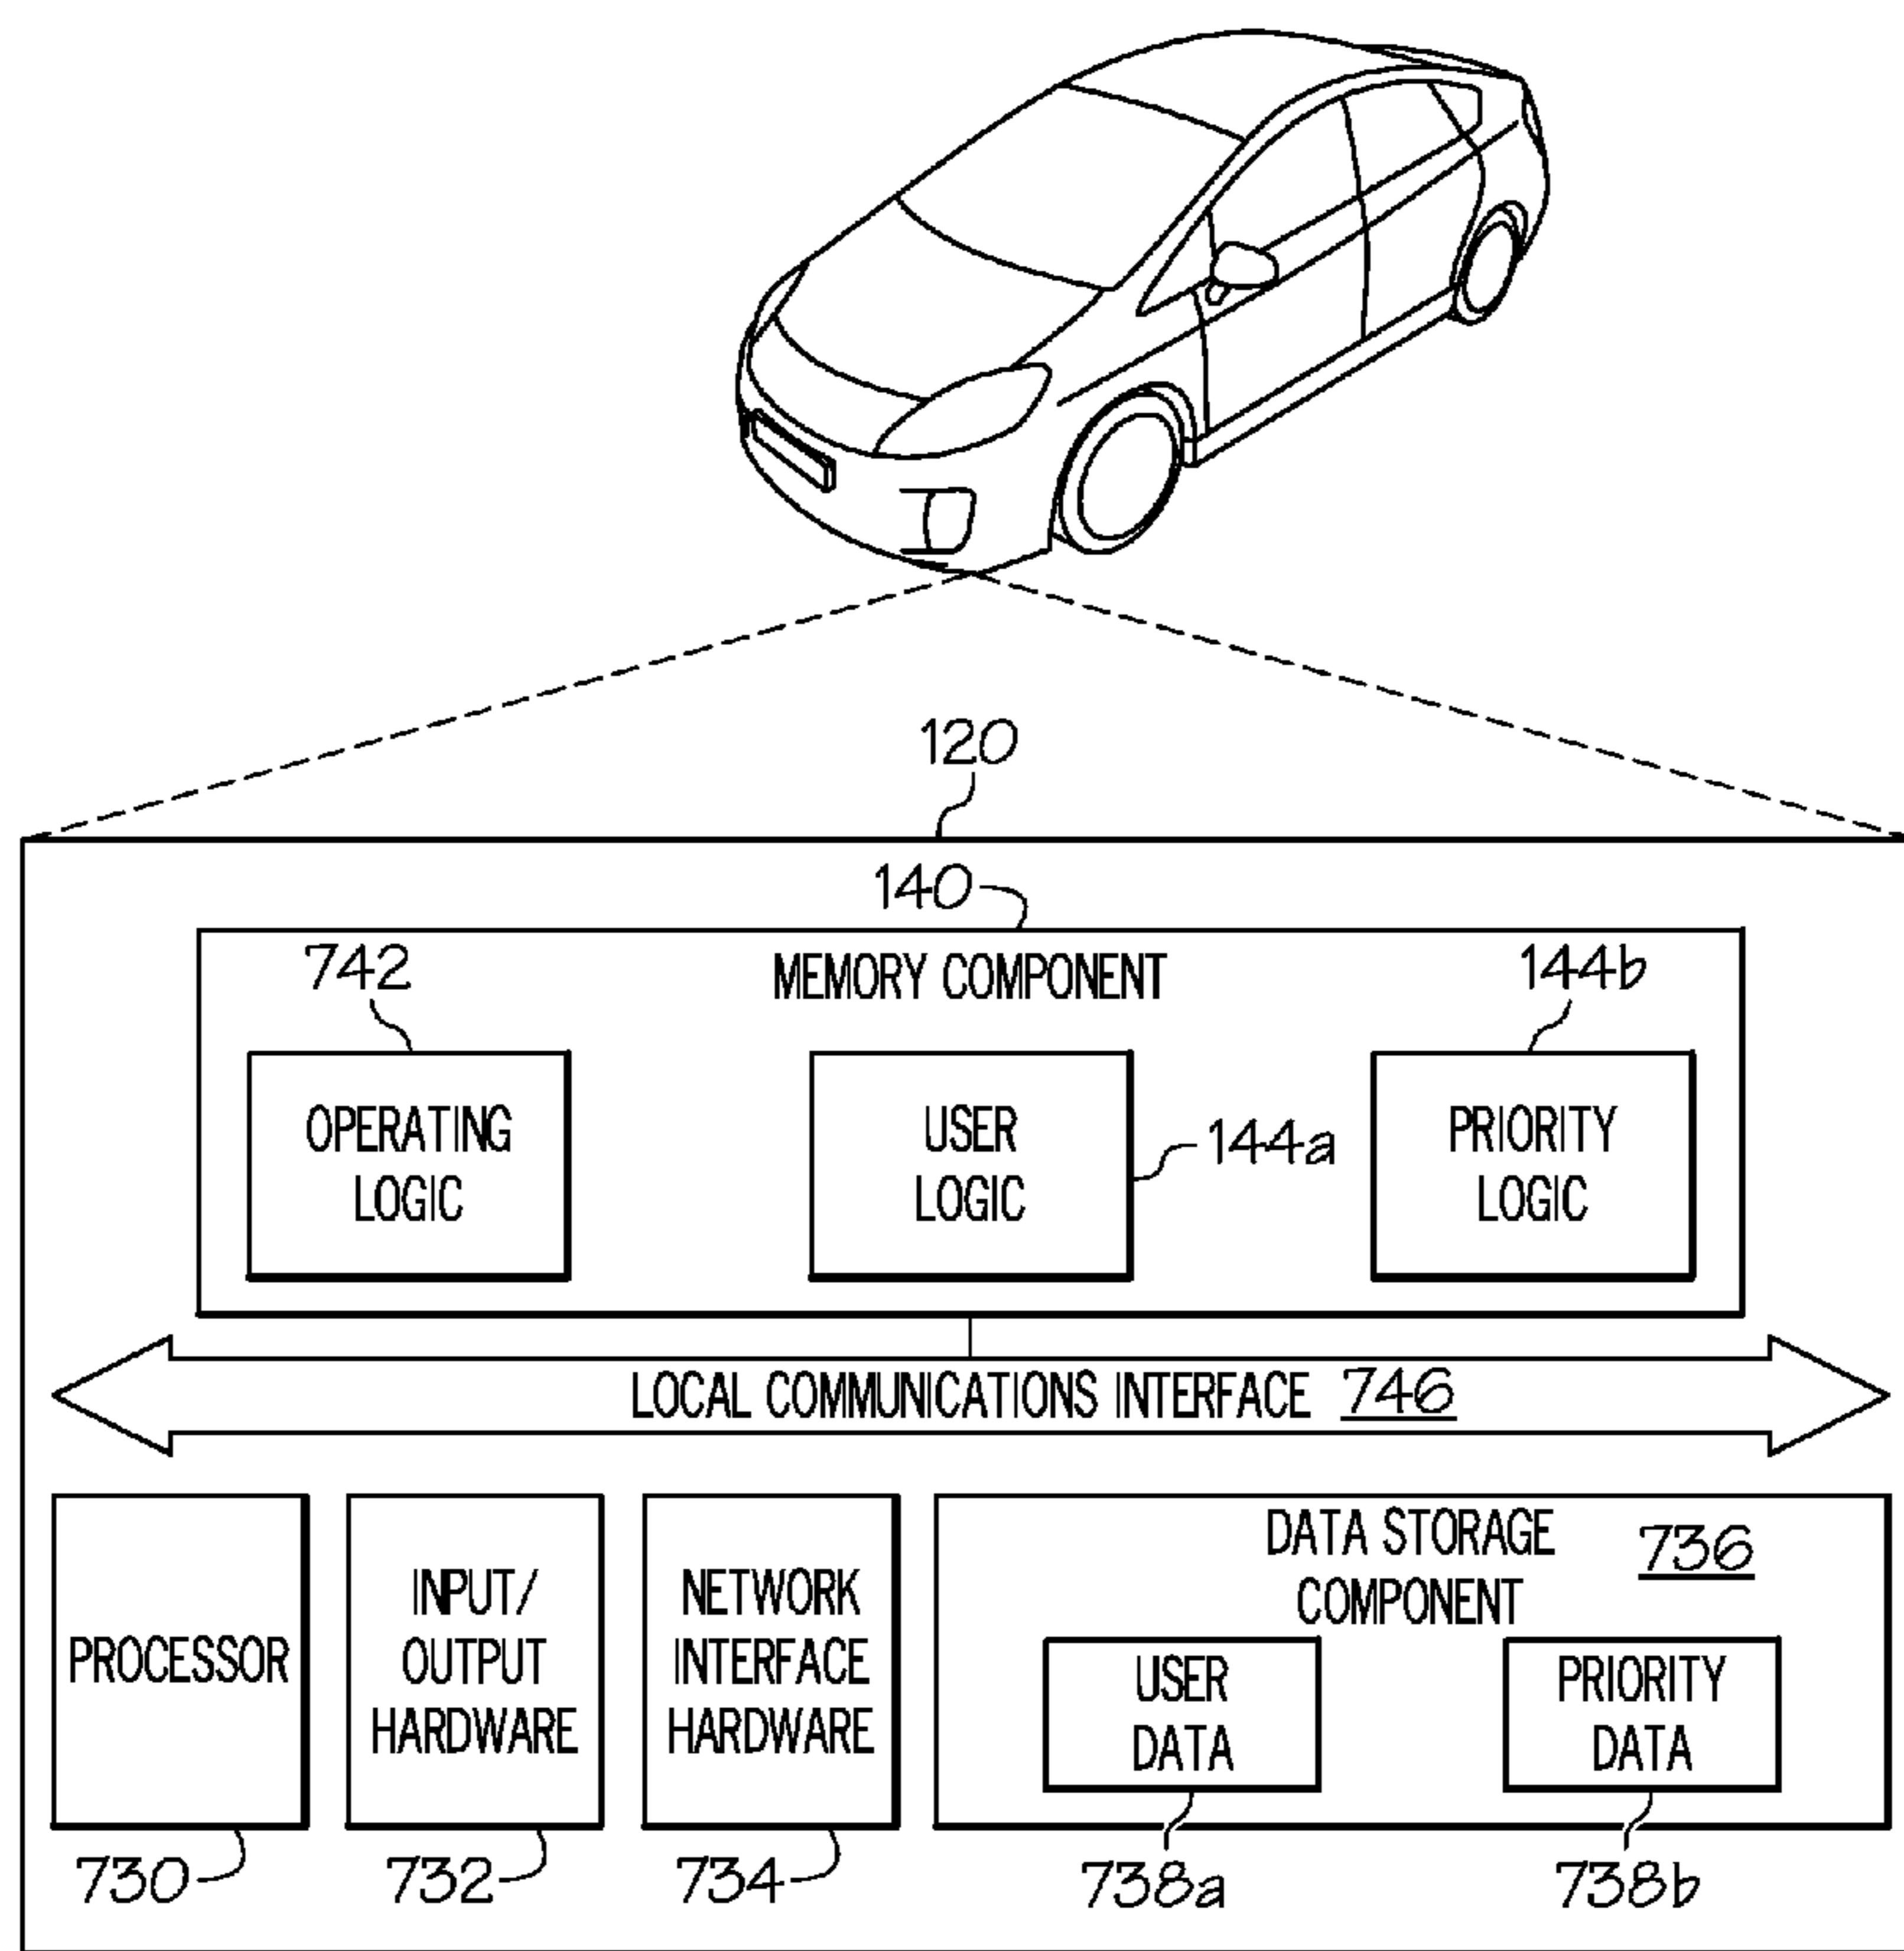 120
140
MEMORY COMPONENT
742
144b
OPERATING
LOGIC
USER
LOGIC
144a
PRIORITY
LOGIC
LOCAL COMMUNICATIONS INTERFACE 746
PROCESSOR
730
INPUT/
OUTPUT
HARDWARE
732
NETWORK
INTERFACE
HARDWARE
734
DATA STORAGE
COMPONENT
736
USER
DATA
738a
PRIORITY
DATA
738b